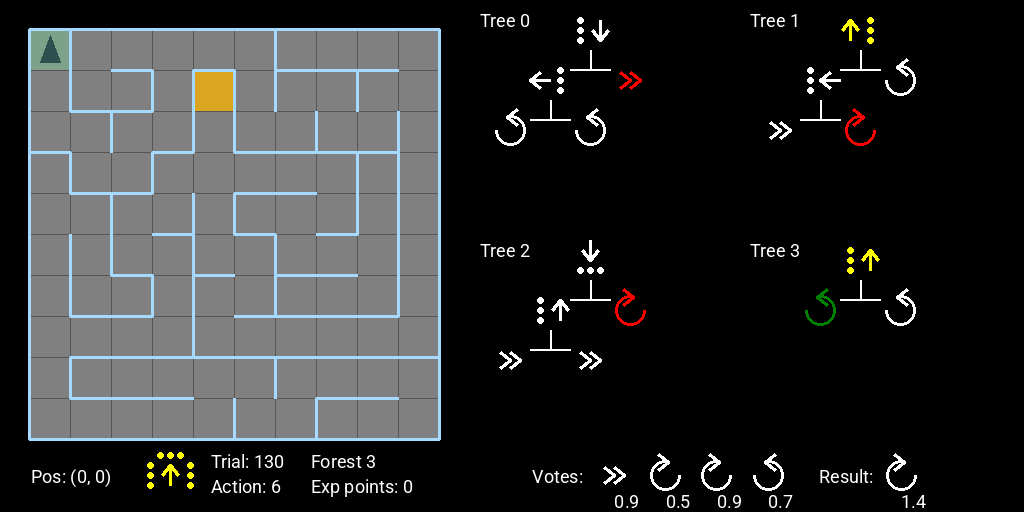 Tree 0
Tree 1
Tree 2
Tree 3
Pos: (0, 0)
Trial: 130
Forest 3
Action: 6
Exp points: 0
Votes:
0.9
0.5
0.9
0.7
Result:
1.4